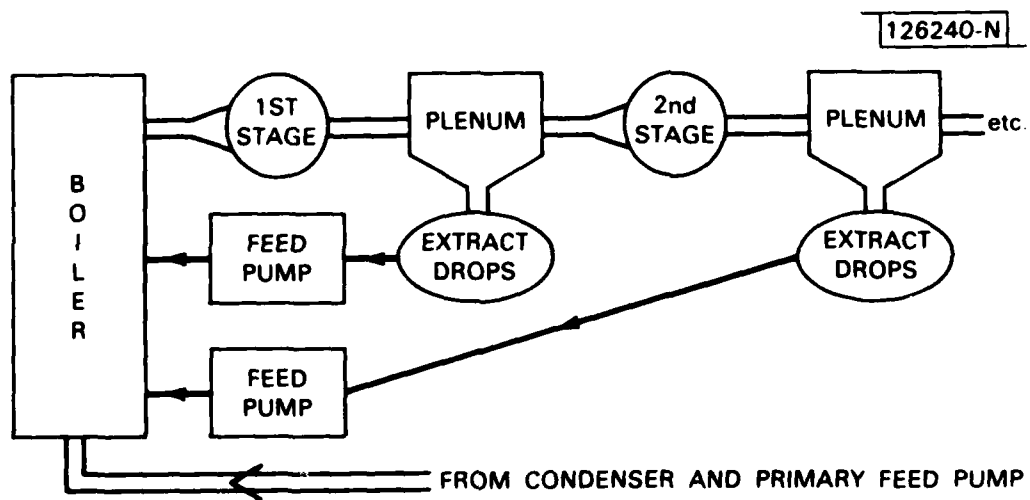 126240-N
1ST
STAGE
PLENUM
2nd
STAGE
PLENUM
etc.
BOILER
FEED
PUMP
EXTRACT
DROPS
EXTRACT
DROPS
FEED
PUMP
FROM CONDENSER AND PRIMARY FEED PUMP